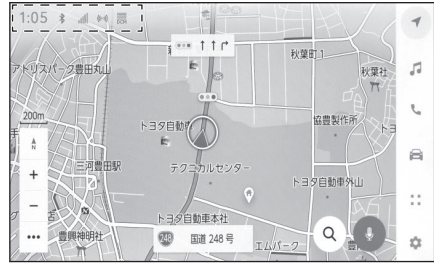 1:05
秋葉町1
アトリスパーク豊田丸山
秋葉社
200m
協豊製作所
トヨタ自動
トヨ
N
三河豊田駅
テクニカルセンター
トヨタ自動車外山
トヨタ自動車本社
豊興神明社
248
国道 248 号
エムパーク